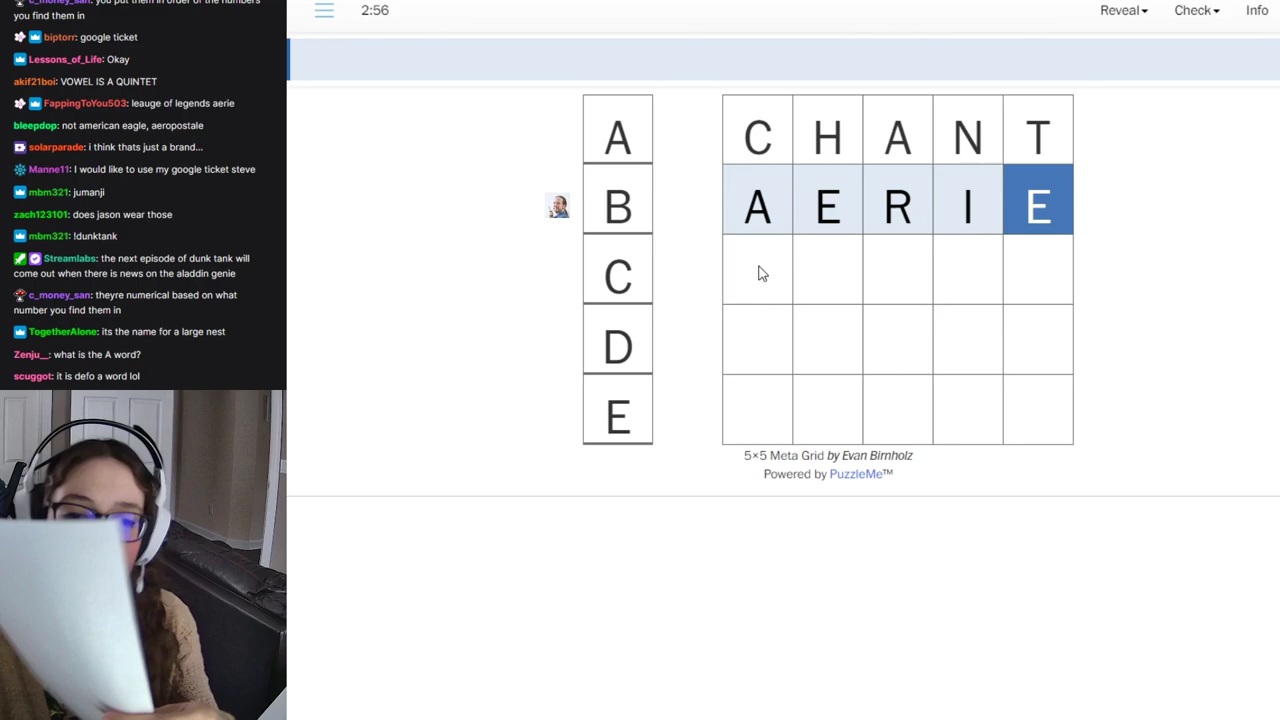 c_money_san: you put them in order of the numbers
you find them in
biptorr: google ticket
Lessons_of_Life: Okay
akif21boi: VOWEL IS A QUINTET
FappingToYou503: leauge of legends aerie
bleepdop: not american eagle, aeropostale
solarparade: i think thats just a brand...
Manne11: I would like to use my google ticket steve
mbm321: jumanji
zach123101: does jason wear those
mbm321: !dunktank
Streamlabs: the next episode of dunk tank will
come out when there is news on the aladdin genie
c_money_san: theyre numerical based on what
number you find them in
TogetherAlone: its the name for a large nest
Zenju__: what is the A word?
scuggot: it is defo a word lol
2:56
Reveal
Check
Info
A C H A N T
B A E R I E
C
D
E
5×5 Meta Grid by Evan Birnholz
Powered by PuzzleMe™